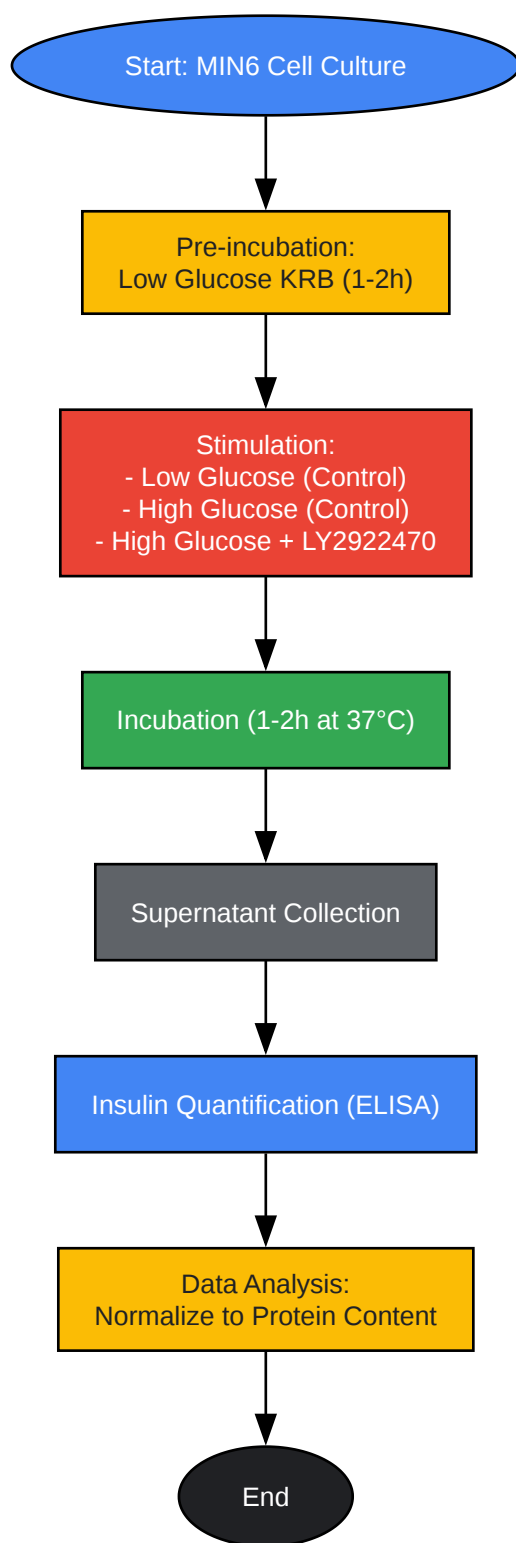 Start: MIN6 Cell Culture
Pre-incubation:
Low Glucose KRB (1-2h)
Stimulation:
- Low Glucose (Control)
- High Glucose (Control)
- High Glucose + LY2922470
Incubation (1-2h at 37°C)
Supernatant Collection
Insulin Quantification (ELISA)
Data Analysis:
Normalize to Protein Content
End